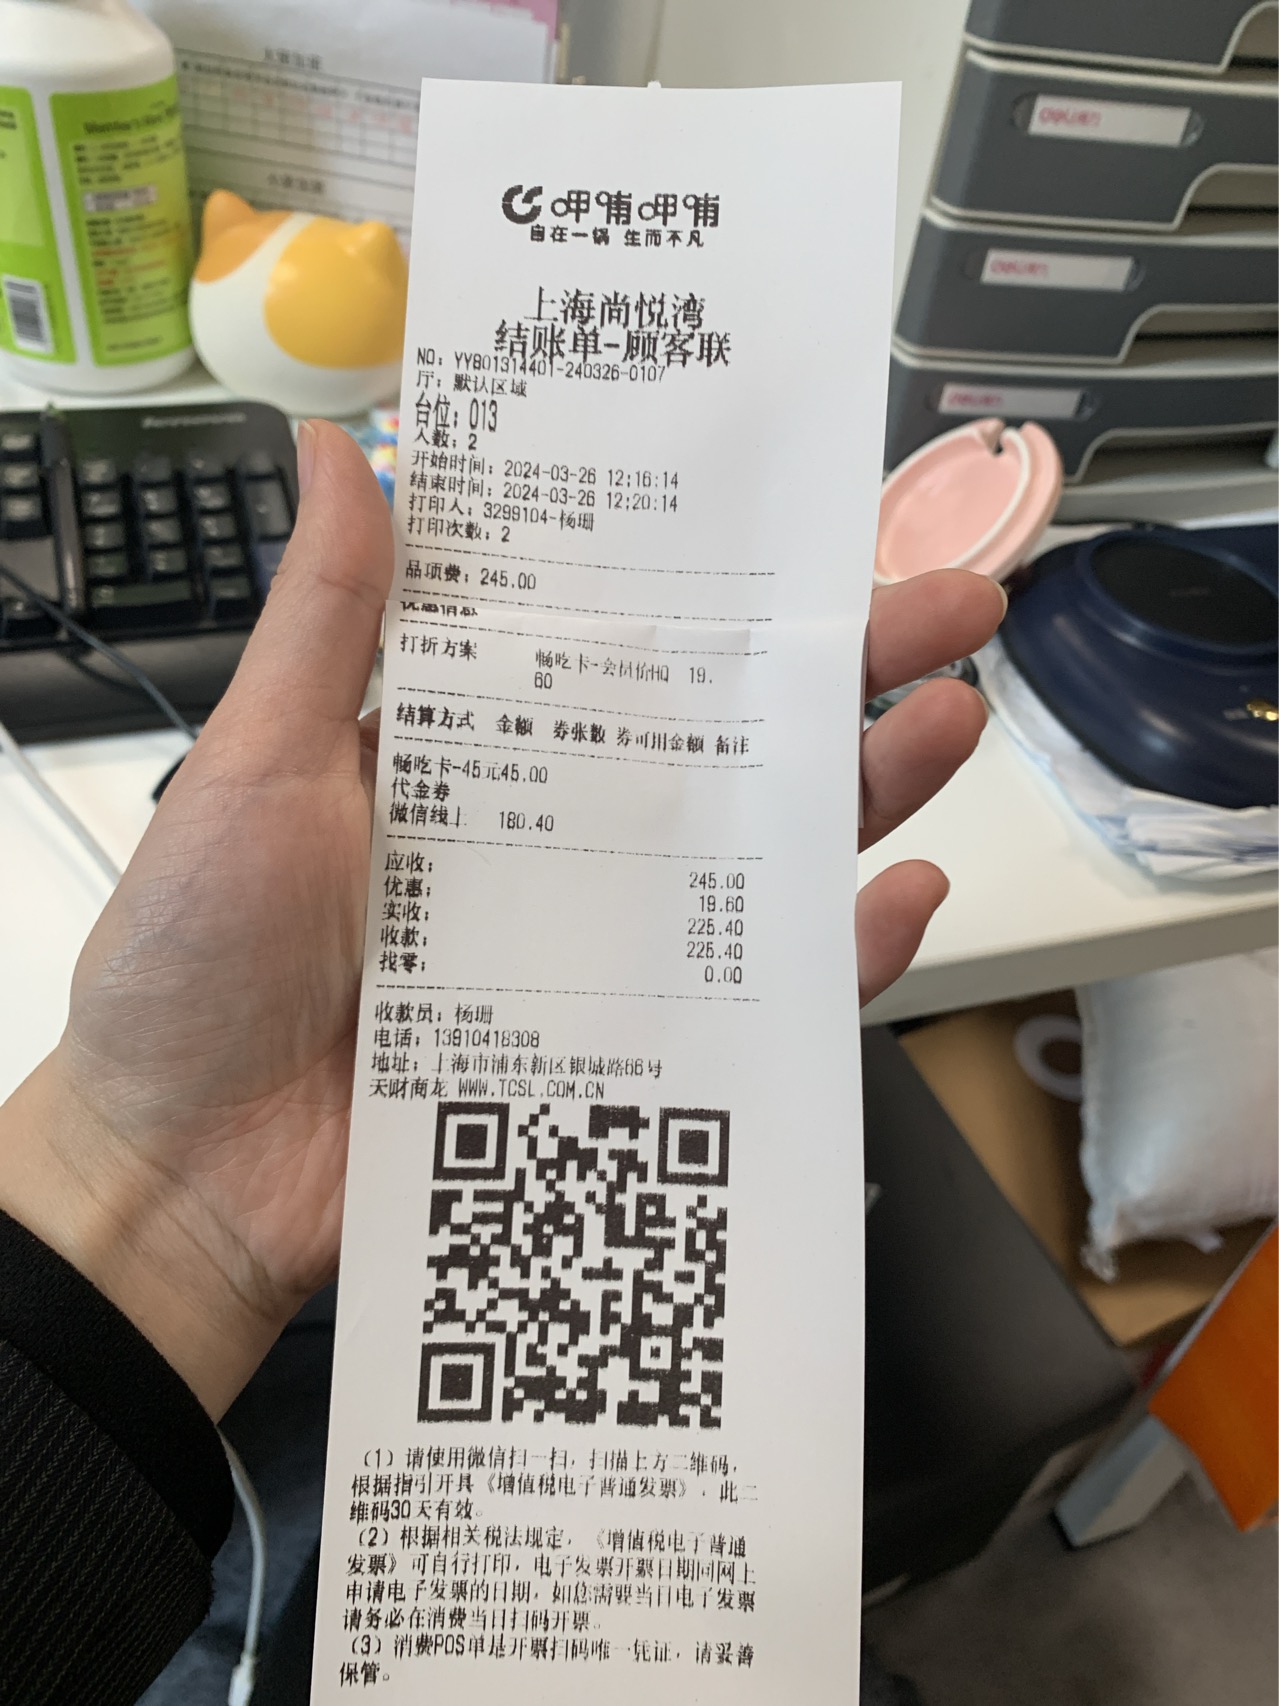 呷哺呷哺
自在一锅 生而不凡
上海尚悦湾
结账单-顾客联
NO: YY801314401-240326-0107
厅: 默认区域
台位: 013
人数: 2
开始时间: 2024-03-26 12:16:14
结束时间: 2024-03-26 12:20:14
打印人: 3299104-杨珊
打印次数: 2
品项费: 245.00
优惠信息
打折方案 畅吃卡-会员价HQ 19.
60
结算方式 金额 券张数 券可用金额 备注
畅吃卡-45元45.00
代金券
微信线上 180.40
应收: 245.00
优惠: 19.60
实收: 225.40
收款: 225.40
找零: 0.00
收款员: 杨珊
电话: 13910418308
地址: 上海市浦东新区银城路66号
天财商龙 WWW.TCSL.COM.CN
(1) 请使用微信扫一扫, 扫描上方二维码,
根据指引开具《增值税电子普通发票》, 此二
维码30天有效。
(2) 根据相关税法规定, 《增值税电子普通
发票》可自行打印, 电子发票开票日期同网上
申请电子发票的日期, 如您需要当日电子发票
请务必在消费当日扫码开票。
(3) 消费POS单是开票扫码唯一凭证, 请妥善
保管。